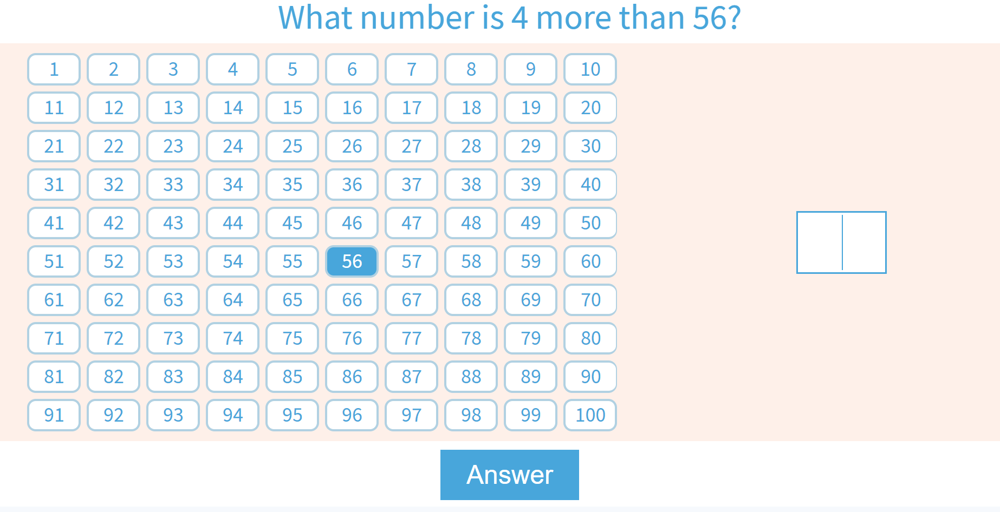 What number is 4 more than 56?
1 2 3 4 5 6 7 8 9 10
11 12 13 14 15 16 17 18 19 20
21 22 23 24 25 26 27 28 29 30
31 32 33 34 35 36 37 38 39 40
41 42 43 44 45 46 47 48 49 50
51 52 53 54 55 56 57 58 59 60
61 62 63 64 65 66 67 68 69 70
71 72 73 74 75 76 77 78 79 80
81 82 83 84 85 86 87 88 89 90
91 92 93 94 95 96 97 98 99 100
Answer